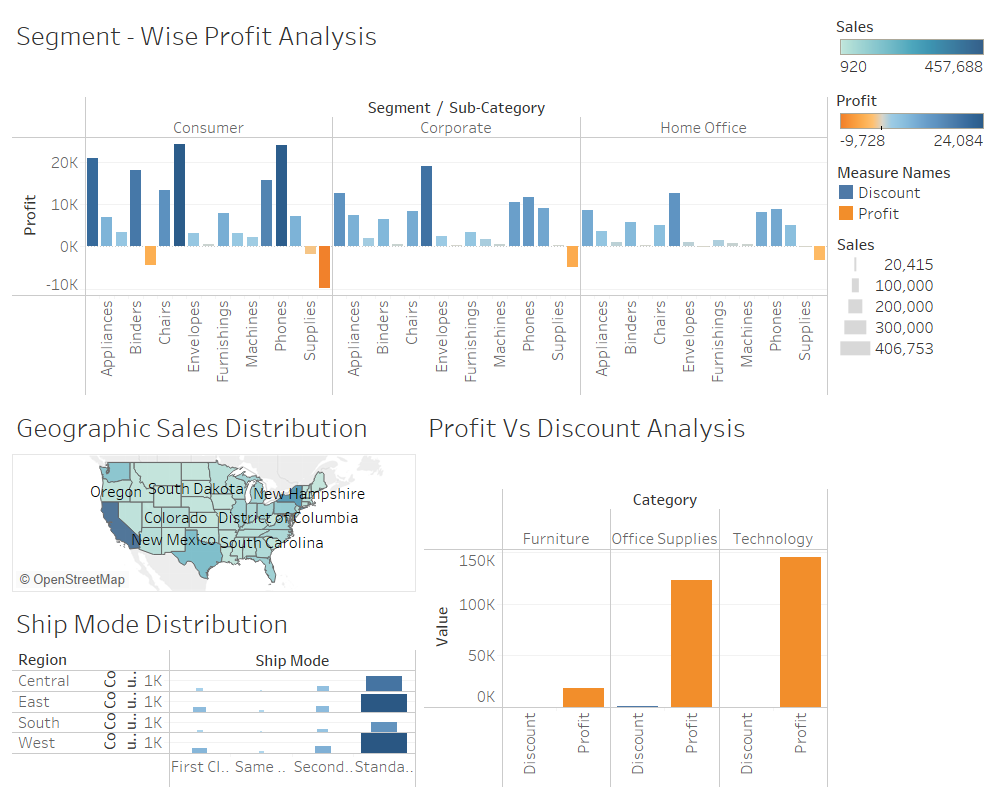 Segment - Wise Profit Analysis
Segment / Sub-Category
Consumer
Corporate
Home Office
Profit
20K
10K
0K
-10K
Appliances
Binders
Chairs
Envelopes
Furnishings
Machines
Phones
Supplies
Appliances
Binders
Chairs
Envelopes
Furnishings
Machines
Phones
Supplies
Appliances
Binders
Chairs
Envelopes
Furnishings
Machines
Phones
Supplies
Sales
920 457,688
Profit
-9,728 24,084
Measure Names
Discount
Profit
Sales
20,415
100,000
200,000
300,000
406,753
Geographic Sales Distribution
Oregon
South Dakota
New Hampshire
Colorado
District of Columbia
New Mexico
South Carolina
© OpenStreetMap
Ship Mode Distribution
Region
Ship Mode
Central Co u.. 1K
East Co u.. 1K
South Co u.. 1K
West Co u.. 1K
First Cl.. Same .. Second.. Standa..
Profit Vs Discount Analysis
Category
Furniture
Office Supplies
Technology
Value
150K
100K
50K
0K
Discount
Profit
Discount
Profit
Discount
Profit